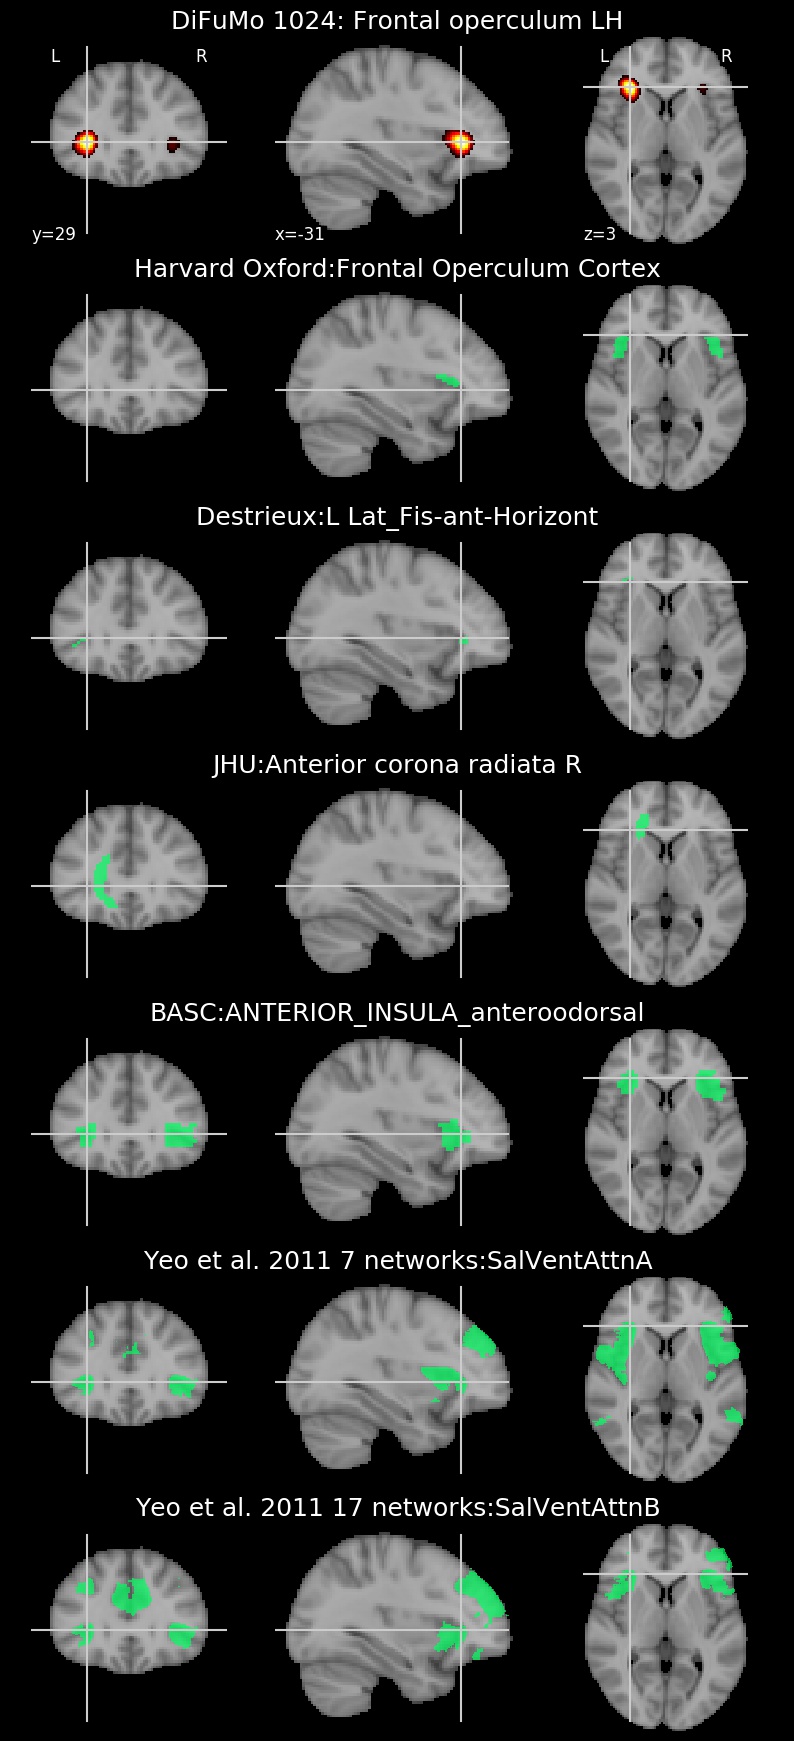 DiFuMo 1024: Frontal operculum LH
L R L R
y=29 x=-31 z=3
Harvard Oxford:Frontal Operculum Cortex
Destrieux:L Lat_Fis-ant-Horizont
JHU:Anterior corona radiata R
BASC:ANTERIOR_INSULA_anteroodorsal
Yeo et al. 2011 7 networks:SalVentAttnA
Yeo et al. 2011 17 networks:SalVentAttnB